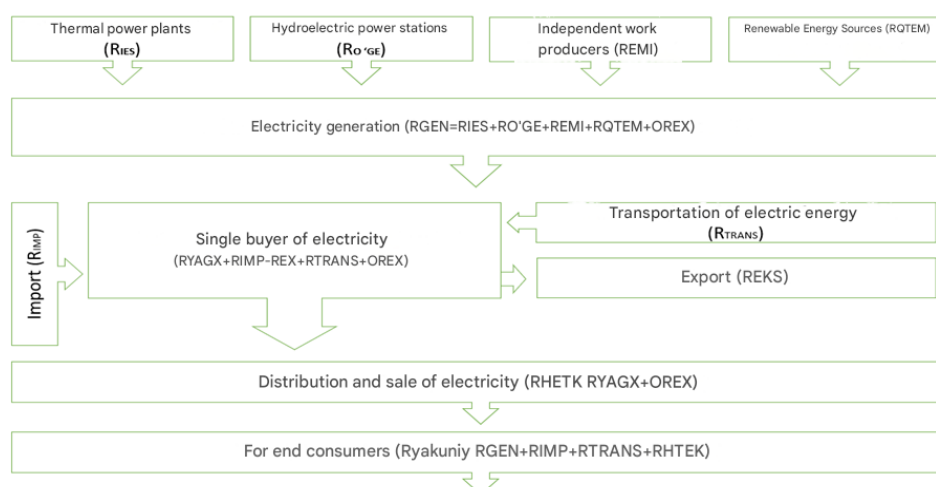 Thermal power plants
(RIES)
Hydroelectric power stations
(RO 'GE)
Independent work
producers (REMI)
Renewable Energy Sources (RQTEM)
Electricity generation (RGEN=RIES+RO'GE+REMI+RQTEM+OREX)
Import (RIMP)
Single buyer of electricity
(RYAGX+RIMP-REX+RTRANS+OREX)
Transportation of electric energy
(RTRANS)
Export (REKS)
Distribution and sale of electricity (RHETK RYAGX+OREX)
For end consumers (Ryakuniy RGEN+RIMP+RTRANS+RHTEK)